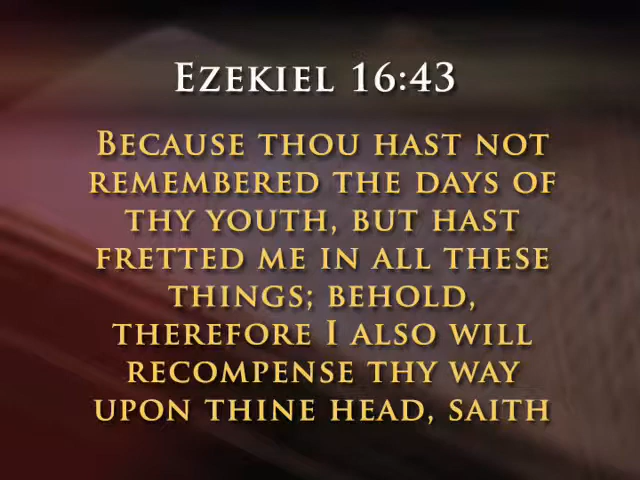 Ezekiel 16:43
Because thou hast not
remembered the days of
thy youth, but hast
fretted me in all these
things; behold,
therefore I also will
recompense thy way
upon thine head, saith